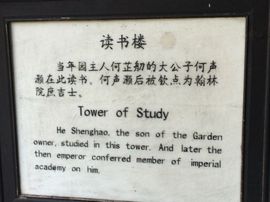 读书楼
当年园主人何芷舠的大公子何声
灏在此读书。何声灏后被钦点为翰林
院庶吉士。
Tower of Study
He Shenghao, the son of the Garden
owner, studied in this tower. And later the
then emperor conferred member of imperial
academy on him.